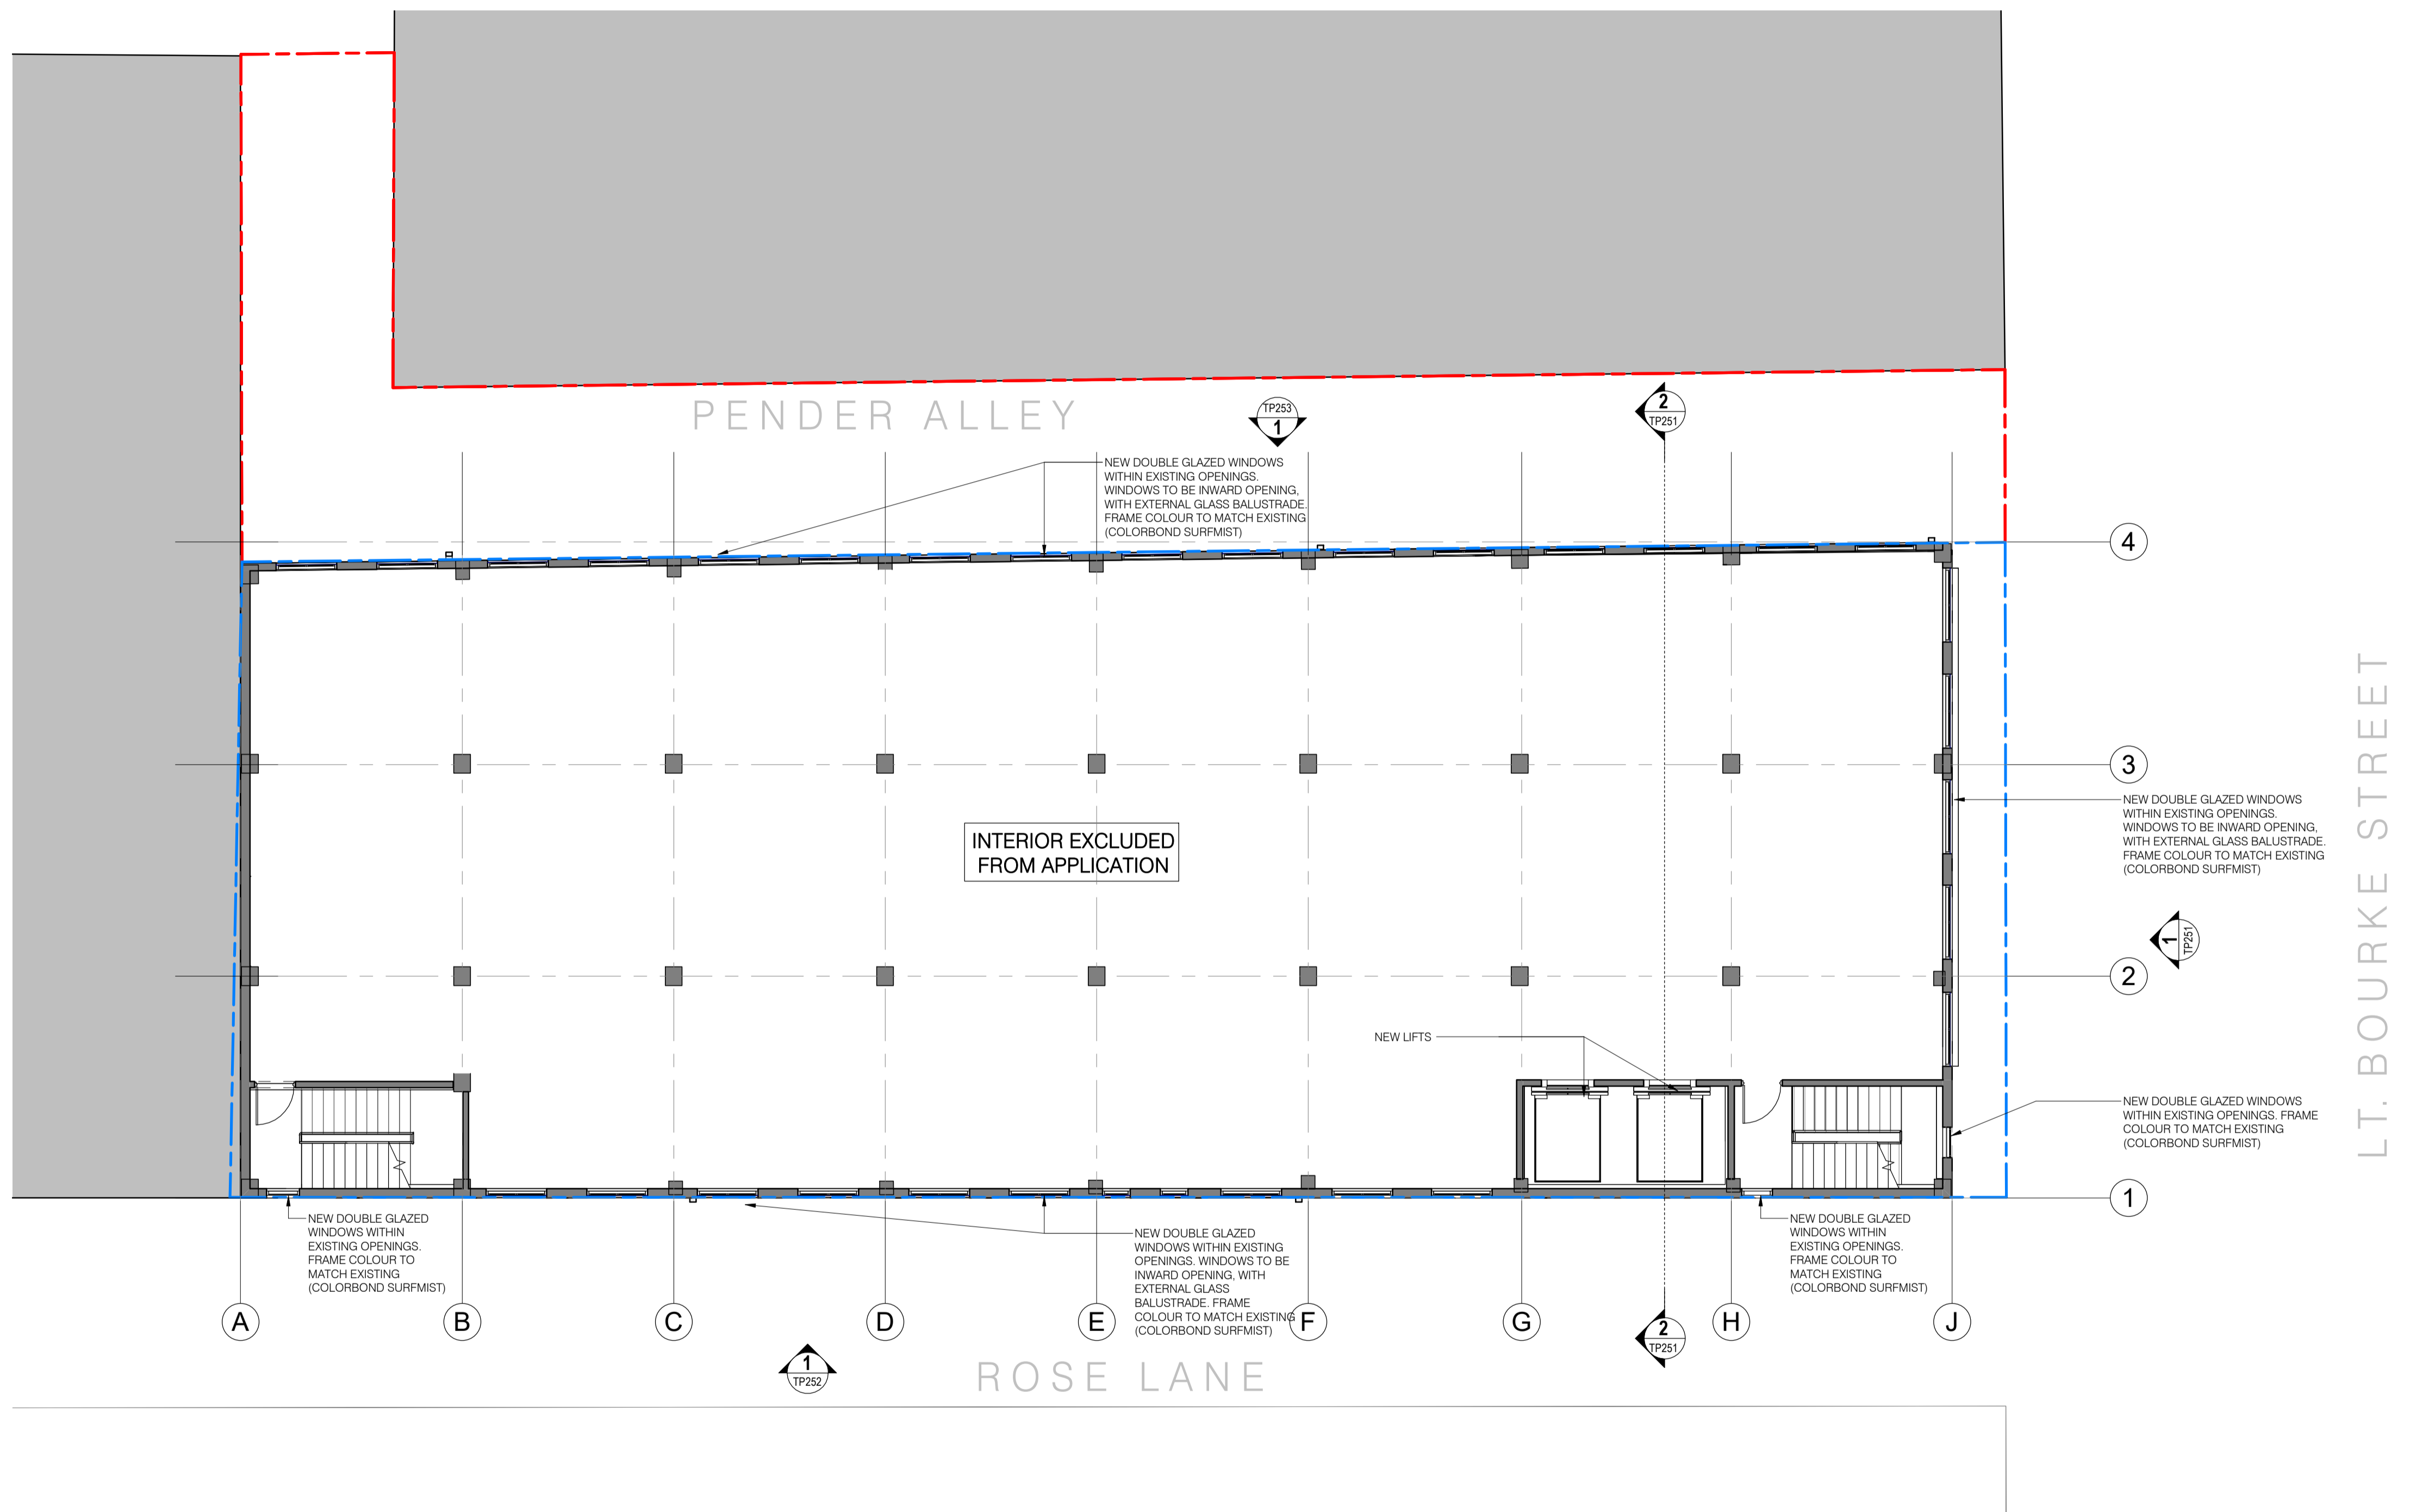 PENDER ALLEY
TP253
1
2
TP251
NEW DOUBLE GLAZED WINDOWS
WITHIN EXISTING OPENINGS.
WINDOWS TO BE INWARD OPENING,
WITH EXTERNAL GLASS BALUSTRADE.
FRAME COLOUR TO MATCH EXISTING
(COLORBOND SURFMIST)
4
3
NEW DOUBLE GLAZED WINDOWS
WITHIN EXISTING OPENINGS.
WINDOWS TO BE INWARD OPENING,
WITH EXTERNAL GLASS BALUSTRADE.
FRAME COLOUR TO MATCH EXISTING
(COLORBOND SURFMIST)
LT. BOURKE STREET
INTERIOR EXCLUDED
FROM APPLICATION
1
TP251
2
NEW LIFTS
NEW DOUBLE GLAZED WINDOWS
WITHIN EXISTING OPENINGS. FRAME
COLOUR TO MATCH EXISTING
(COLORBOND SURFMIST)
1
NEW DOUBLE GLAZED
WINDOWS WITHIN
EXISTING OPENINGS.
FRAME COLOUR TO
MATCH EXISTING
(COLORBOND SURFMIST)
NEW DOUBLE GLAZED
WINDOWS WITHIN EXISTING
OPENINGS. WINDOWS TO BE
INWARD OPENING, WITH
EXTERNAL GLASS
BALUSTRADE. FRAME
COLOUR TO MATCH EXISTING
(COLORBOND SURFMIST)
NEW DOUBLE GLAZED
WINDOWS WITHIN
EXISTING OPENINGS.
FRAME COLOUR TO
MATCH EXISTING
(COLORBOND SURFMIST)
A B C D E F G H J
2
TP251
1
TP252
ROSE LANE